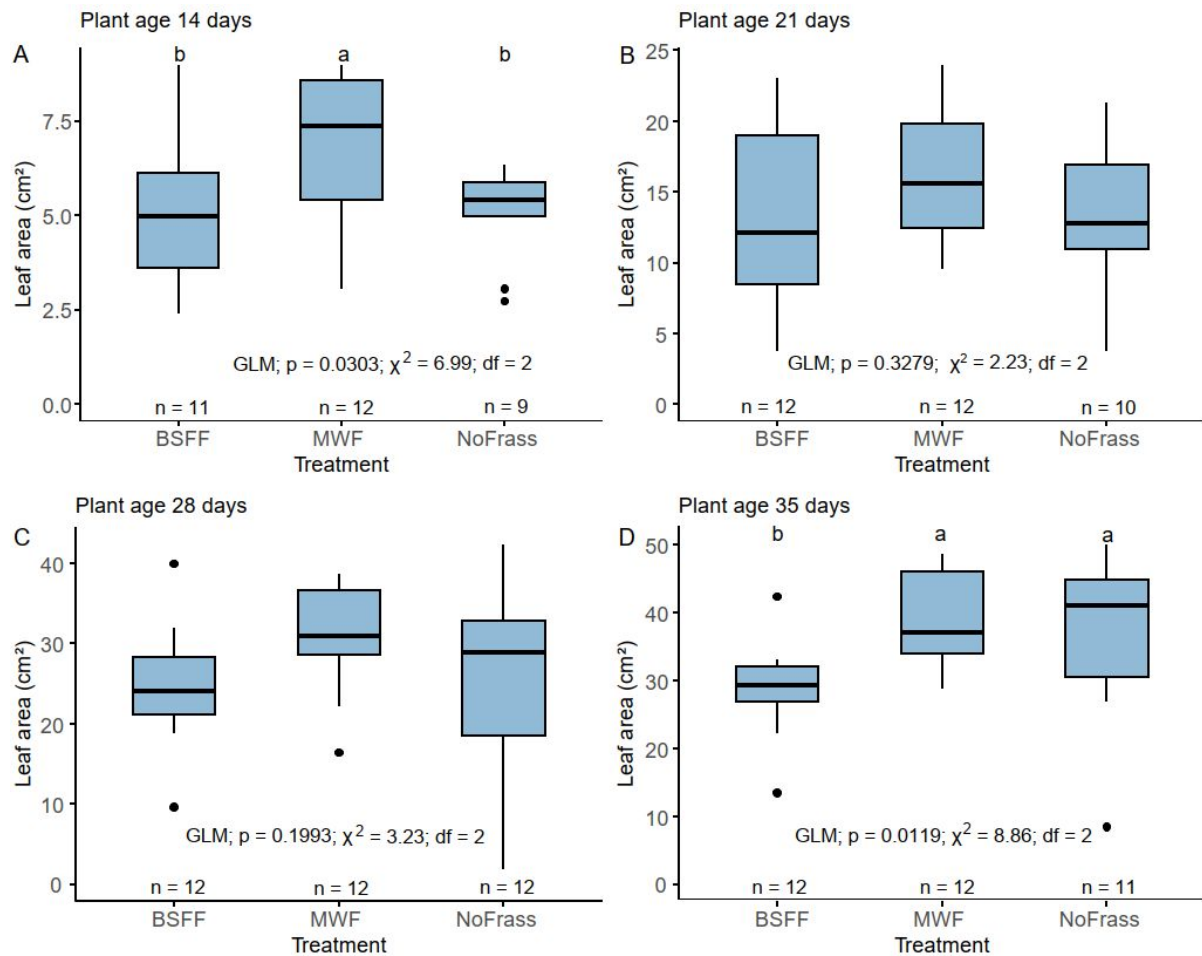 Plant age 14 days
A
b
a
b
Leaf area (cm²)
7.5
5.0
2.5
0.0
GLM; p = 0.0303; χ² = 6.99; df = 2
n = 11
n = 12
n = 9
BSFF
MWF
NoFrass
Treatment
Plant age 21 days
B
Leaf area (cm²)
25
20
15
10
5
0
GLM; p = 0.3279; χ² = 2.23; df = 2
n = 12
n = 12
n = 10
BSFF
MWF
NoFrass
Treatment
Plant age 28 days
C
Leaf area (cm²)
40
30
20
10
0
GLM; p = 0.1993; χ² = 3.23; df = 2
n = 12
n = 12
n = 12
BSFF
MWF
NoFrass
Treatment
Plant age 35 days
D
b
a
a
Leaf area (cm²)
50
40
30
20
10
0
GLM; p = 0.0119; χ² = 8.86; df = 2
n = 12
n = 12
n = 11
BSFF
MWF
NoFrass
Treatment